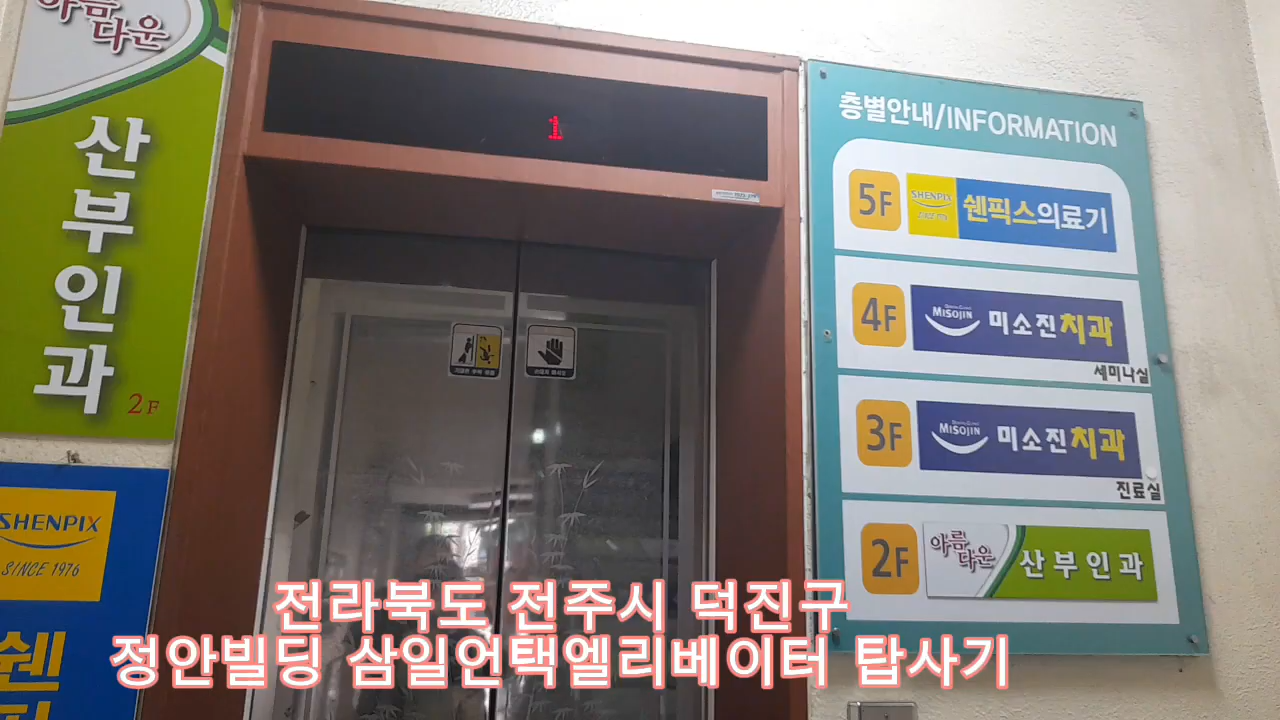 아름
다운
산부인과
2F
SHENPIX
SINCE 1976
쉔
1
층별안내/INFORMATION
5F
SHENPIX
쉔픽스의료기
4F
MISOJIN
미소진치과
세미나실
3F
MISOJIN
미소진치과
진료실
2F
아름
다운
산부인과
전라북도 전주시 덕진구
정안빌딩 삼일언택엘리베이터 탑사기